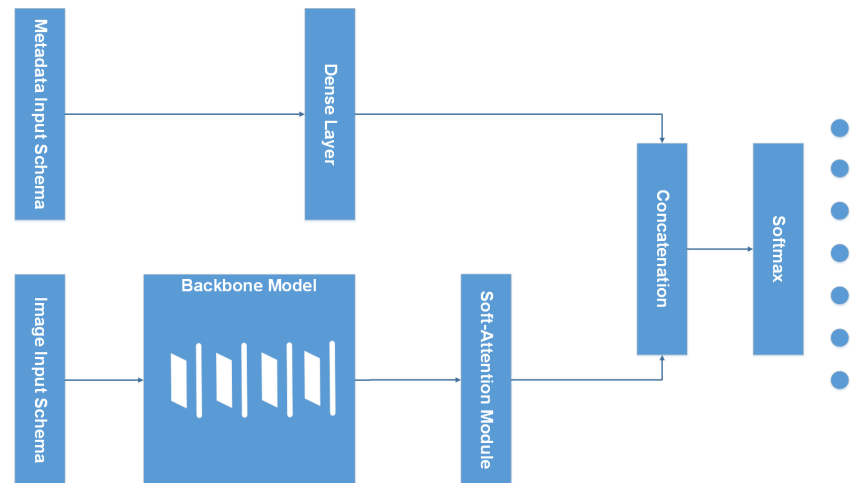 Metadata Input Schema
Dense Layer
Concatenation
Softmax
Image Input Schema
Backbone Model
Soft-Attention Module